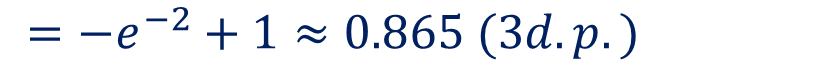 = −e⁻² + 1 ≈ 0.865 (3d.p.)